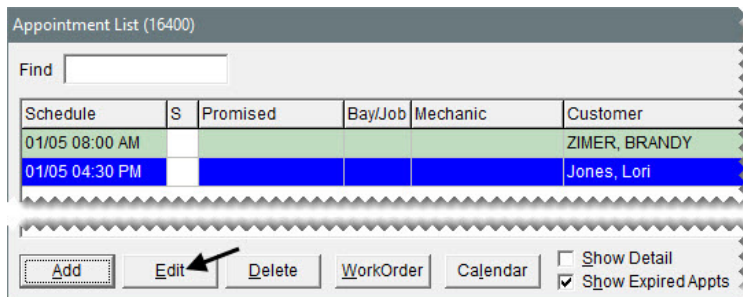 Appointment List (16400)
Find
Schedule S Promised Bay/Job Mechanic Customer
01/05 08:00 AM ZIMER, BRANDY
01/05 04:30 PM Jones, Lori
Add Edit Delete WorkOrder Calendar Show Detail
Show Expired Appts